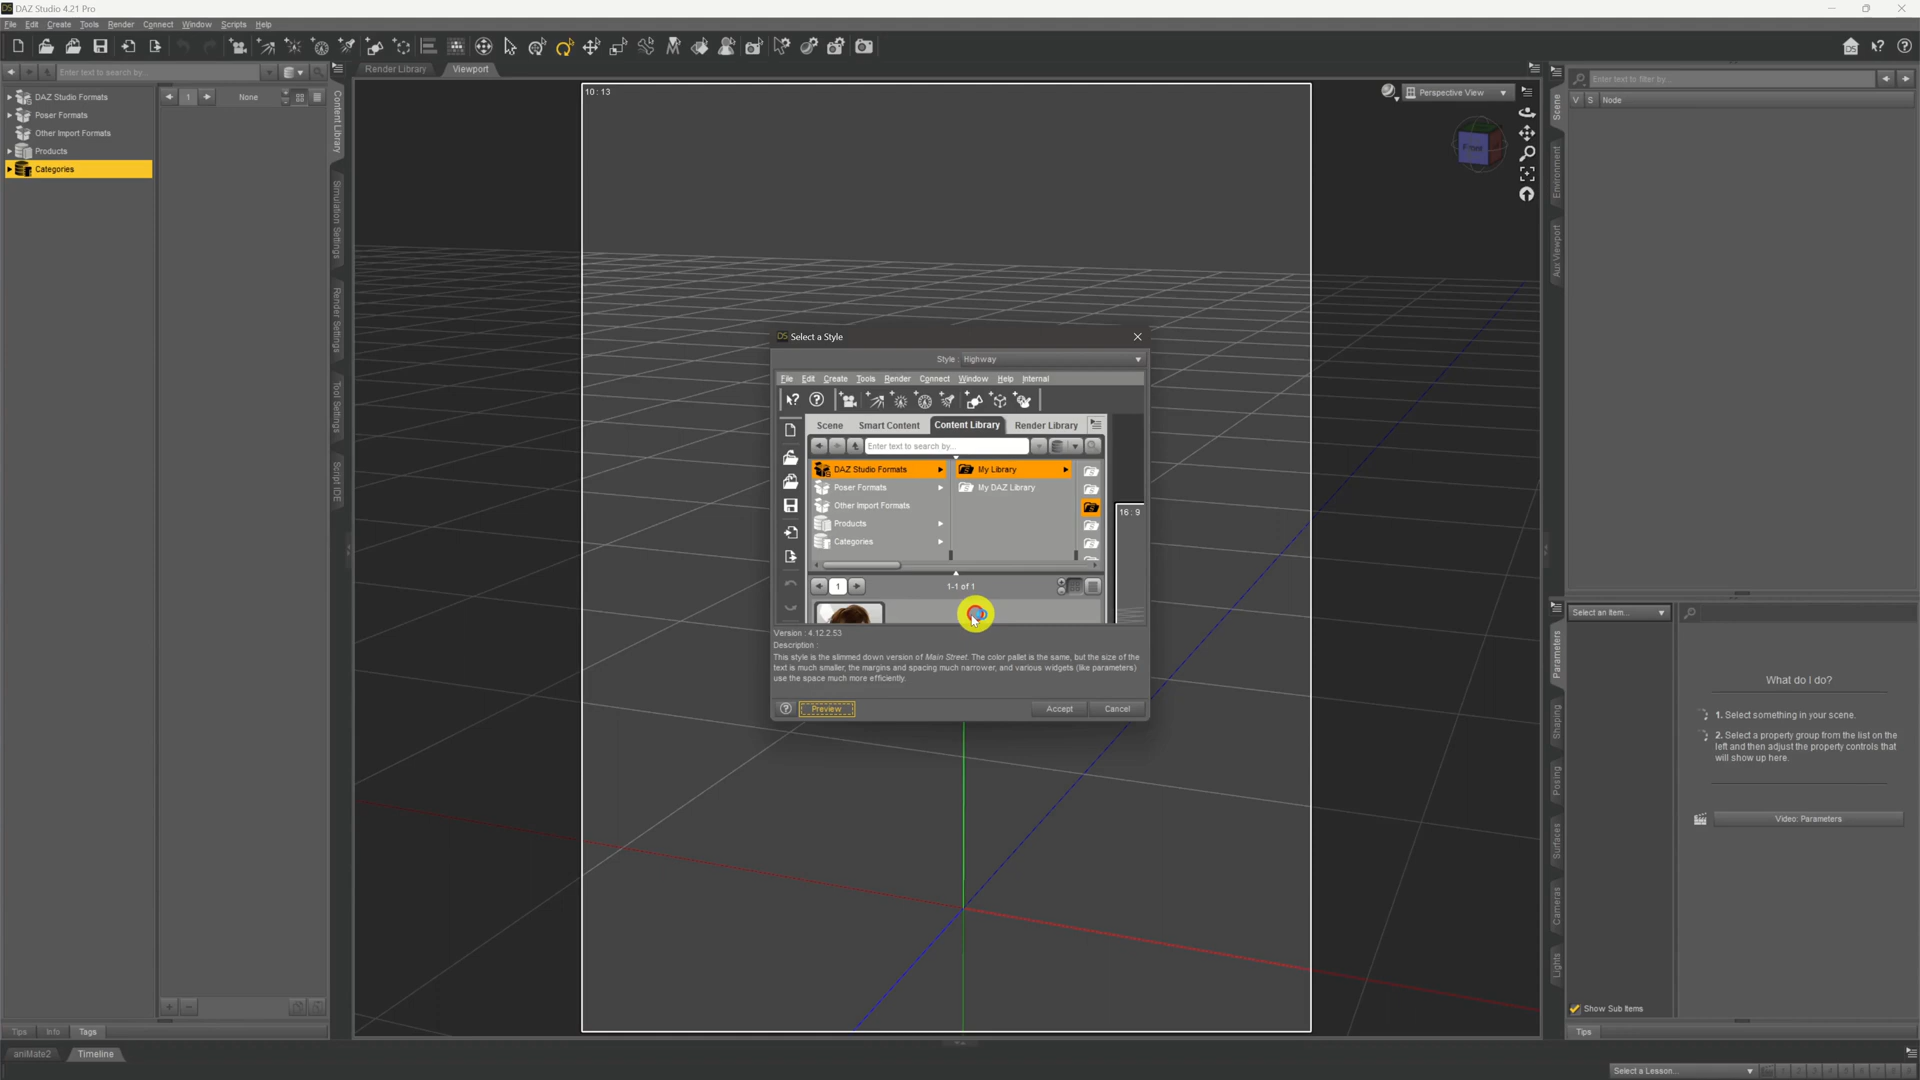 DAZ Studio 4.21 Pro
File Edit Create Tools Render Connect Window Scripts Help
Enter text to search by...
DAZ Studio Formats
Poser Formats
Other Import Formats
Products
Categories
1
None
Content Library
Simulation Settings
Render Settings
Tool Settings
Script IDE
Render Library
Viewport
10 : 13
Perspective View
Front
Select a Style
Style : Highway
File Edit Create Tools Render Connect Window Help Internal
Scene Smart Content Content Library Render Library
Enter text to search by...
DAZ Studio Formats
My Library
Poser Formats
My DAZ Library
Other Import Formats
16 : 9
Products
Categories
1
1-1 of 1
Version : 4.12.2.53
Description :
This style is the slimmed down version of Main Street. The color pallet is the same, but the size of the
text is much smaller, the margins and spacing much narrower, and various widgets (like parameters)
use the space much more efficiently.
Preview
Accept
Cancel
Enter text to filter by...
V S Node
Scene
Environment
Aux Viewport
Select an Item...
Parameters
Shaping
Posing
Surfaces
Cameras
Lights
What do I do?
1. Select something in your scene.
2. Select a property group from the list on the
left and then adjust the property controls that
will show up here.
Video: Parameters
Show Sub Items
Tips
Tips Info Tags
aniMate2 Timeline
Select a Lesson...